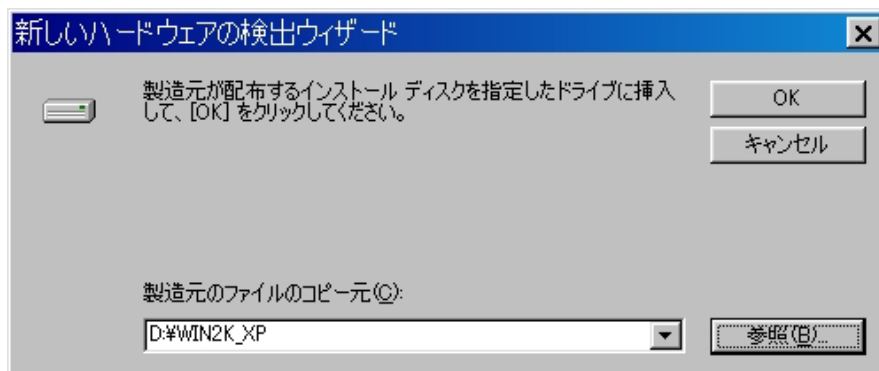 新しいハードウェアの検出ウィザード
製造元が配布するインストール ディスクを指定したドライブに挿入
して、[OK] をクリックしてください。
OK
キャンセル
製造元のファイルのコピー元(C):
D:¥WIN2K_XP
参照(B)...